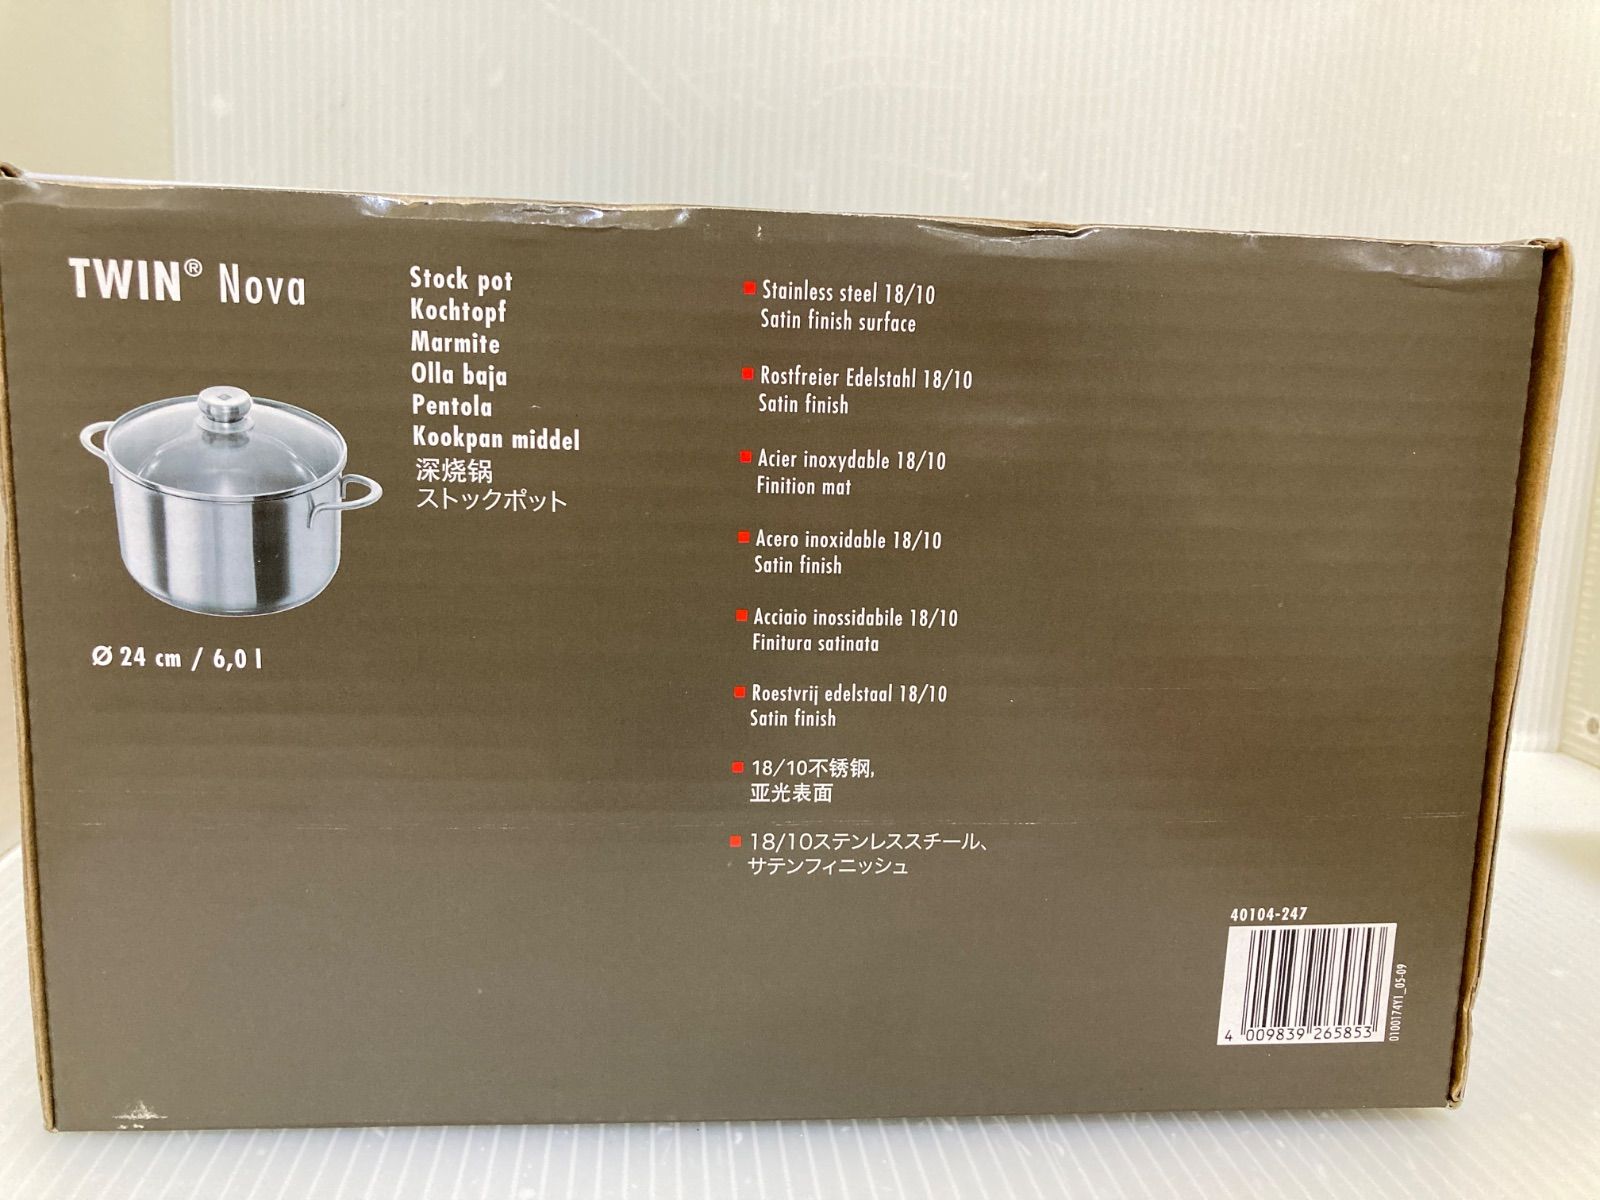 TWIN® Nova
Stock pot
Kochtopf
Marmite
Olla baja
Pentola
Kookpan middel
深烧锅
ストックポット
Ø 24 cm / 6,0 l
Stainless steel 18/10
Satin finish surface
Rostfreier Edelstahl 18/10
Satin finish
Acier inoxydable 18/10
Finition mat
Acero inoxidable 18/10
Satin finish
Acciaio inossidabile 18/10
Finitura satinata
Roestvrij edelstaal 18/10
Satin finish
18/10不锈钢,
亚光表面
18/10ステンレススチール、
サテンフィニッシュ
40104-247
4 009839 265853
0100174Y1_05-09